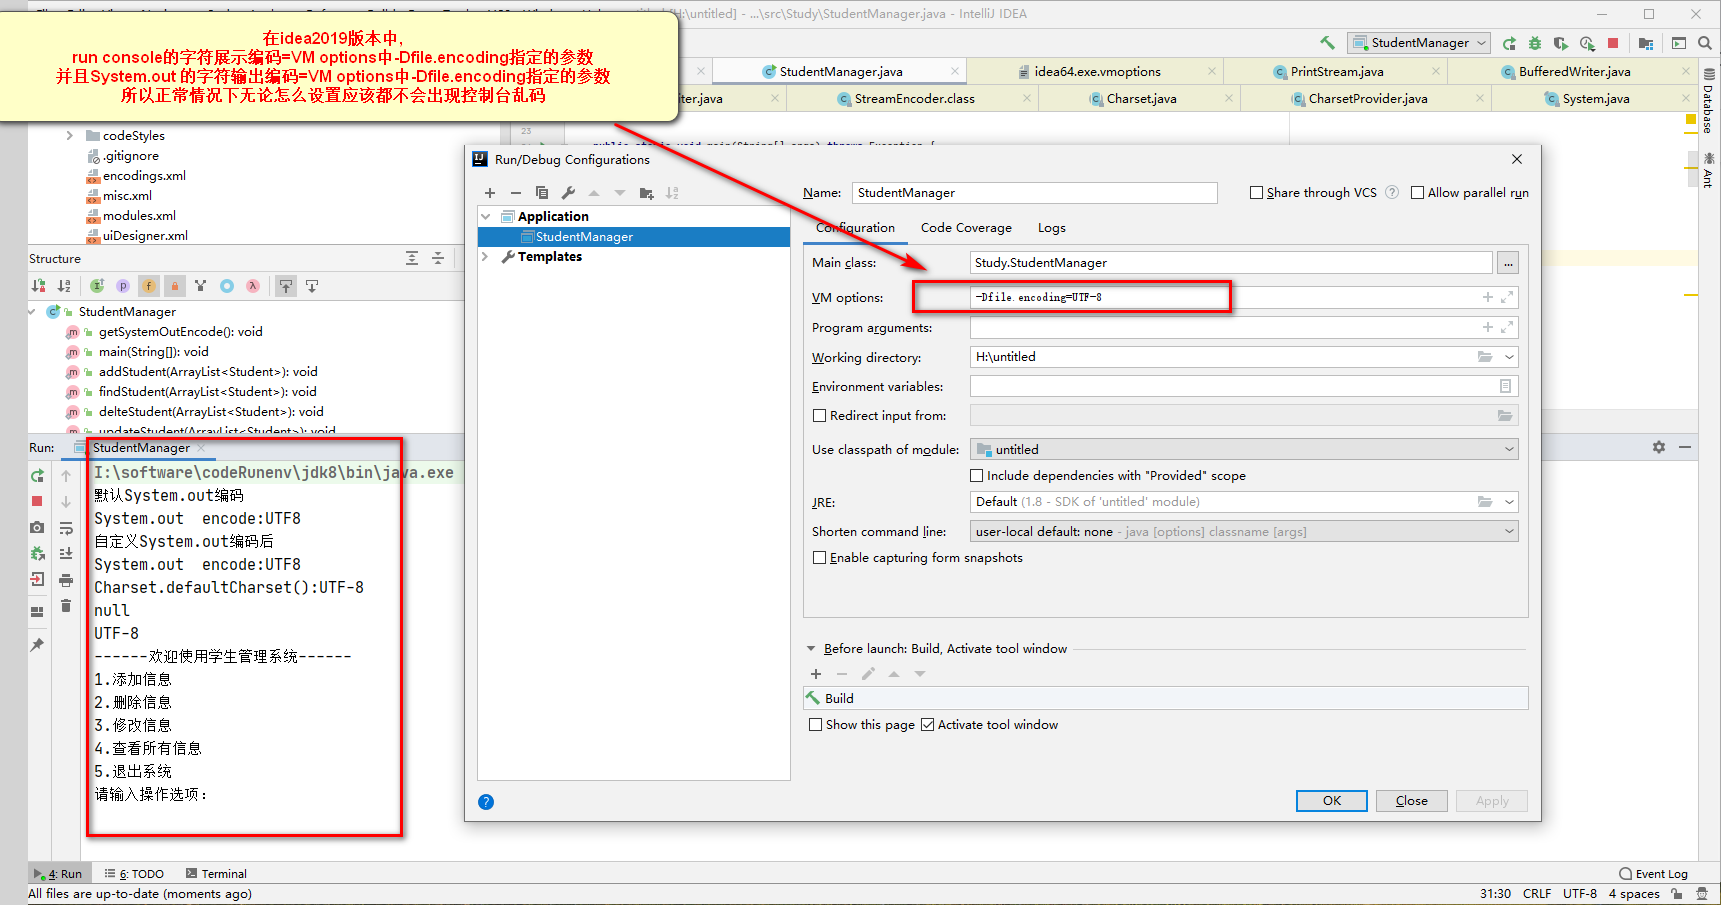 在idea2019版本中,
run console的字符展示编码=VM options中-Dfile.encoding指定的参数
并且System.out 的字符输出编码=VM options中-Dfile.encoding指定的参数
所以正常情况下无论怎么设置应该都不会出现控制台乱码
[H:\untitled] - ...\src\Study\StudentManager.java - IntelliJ IDEA
StudentManager
StudentManager.java
idea64.exe.vmoptions
PrintStream.java
BufferedWriter.java
iter.java
StreamEncoder.class
Charset.java
CharsetProvider.java
System.java
Database
Ant
23
public static void main(String[] args) throws Exception {
codeStyles
.gitignore
encodings.xml
misc.xml
modules.xml
uiDesigner.xml
Structure
StudentManager
getSystemOutEncode(): void
main(String[]): void
addStudent(ArrayList<Student>): void
findStudent(ArrayList<Student>): void
delteStudent(ArrayList<Student>): void
updateStudent(ArrayList<Student>): void
Run:
StudentManager
I:\software\codeRunenv\jdk8\bin\java.exe
默认System.out编码
System.out  encode:UTF8
自定义System.out编码后
System.out  encode:UTF8
Charset.defaultCharset():UTF-8
null
UTF-8
------欢迎使用学生管理系统------
1.添加信息
2.删除信息
3.修改信息
4.查看所有信息
5.退出系统
请输入操作选项:
Run/Debug Configurations
Application
StudentManager
Templates
Name: StudentManager
Share through VCS
Allow parallel run
Configuration
Code Coverage
Logs
Main class: Study.StudentManager
...
VM options: -Dfile.encoding=UTF-8
Program arguments:
Working directory: H:\untitled
Environment variables:
Redirect input from:
Use classpath of module: untitled
Include dependencies with "Provided" scope
JRE: Default (1.8 - SDK of 'untitled' module)
Shorten command line: user-local default: none - java [options] classname [args]
Enable capturing form snapshots
Before launch: Build, Activate tool window
Build
Show this page
Activate tool window
OK
Close
Apply
4: Run
6: TODO
Terminal
Event Log
All files are up-to-date (moments ago)
31:30
CRLF
UTF-8
4 spaces